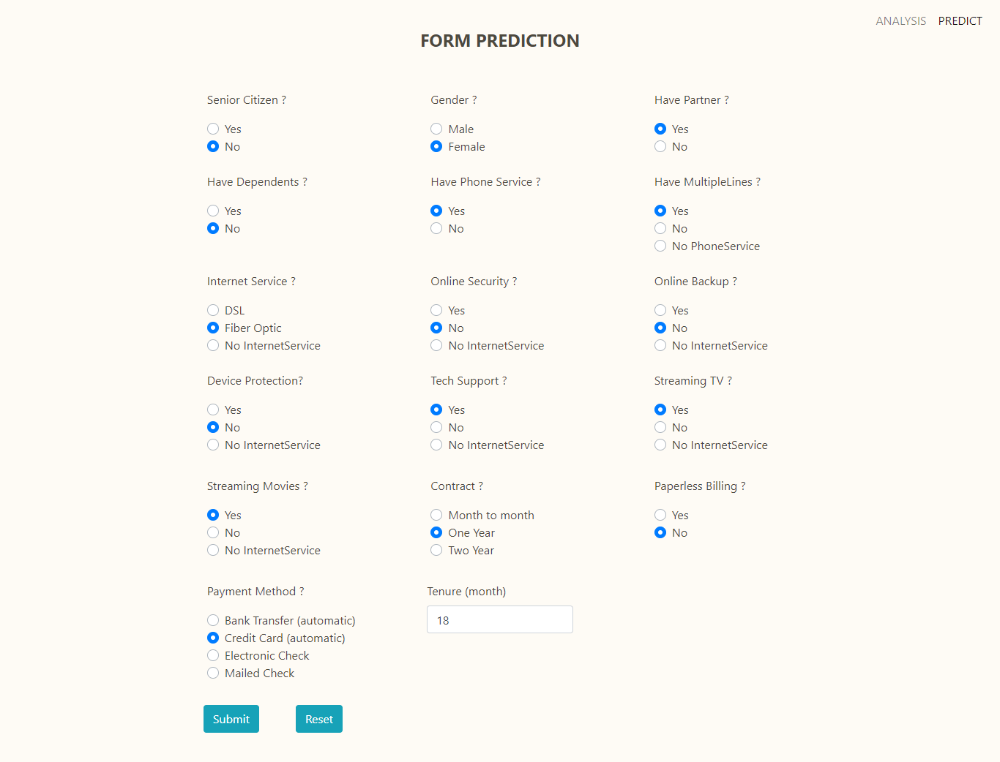 ANALYSIS PREDICT
FORM PREDICTION
Senior Citizen ?
Yes
No
Gender ?
Male
Female
Have Partner ?
Yes
No
Have Dependents ?
Yes
No
Have Phone Service ?
Yes
No
Have MultipleLines ?
Yes
No
No PhoneService
Internet Service ?
DSL
Fiber Optic
No InternetService
Online Security ?
Yes
No
No InternetService
Online Backup ?
Yes
No
No InternetService
Device Protection?
Yes
No
No InternetService
Tech Support ?
Yes
No
No InternetService
Streaming TV ?
Yes
No
No InternetService
Streaming Movies ?
Yes
No
No InternetService
Contract ?
Month to month
One Year
Two Year
Paperless Billing ?
Yes
No
Payment Method ?
Bank Transfer (automatic)
Credit Card (automatic)
Electronic Check
Mailed Check
Tenure (month)
18
Submit
Reset